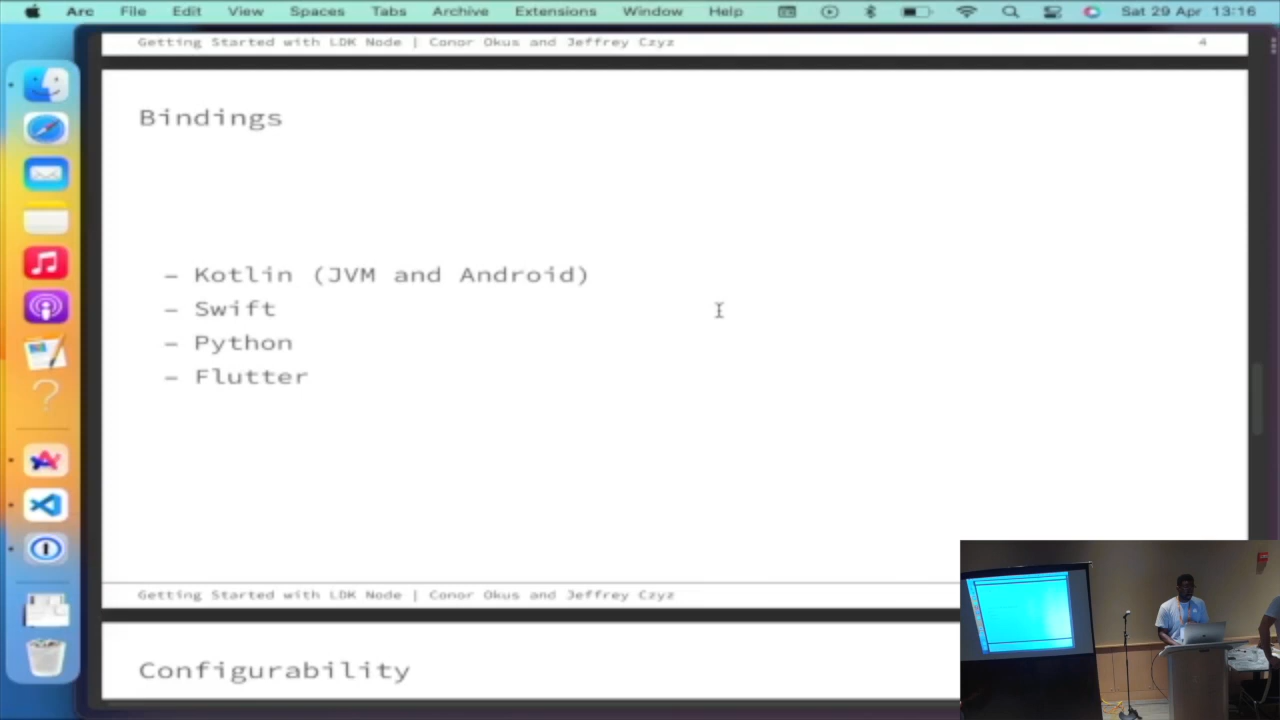 Arc File Edit View Spaces Tabs Archive Extensions Window Help Sat 29 Apr 13:16
Getting Started with LDK Node | Conor Okus and Jeffrey Czyz 4
Bindings
– Kotlin (JVM and Android)
– Swift
– Python
– Flutter
Getting Started with LDK Node | Conor Okus and Jeffrey Czyz
Configurability